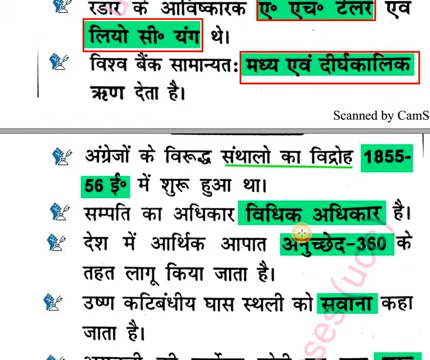 रडार के आविष्कारक ए० एच० टेलर एवं
लियो सी० यंग थे।
विश्व बैंक सामान्यत: मध्य एवं दीर्घकालिक
ऋण देता है।
Scanned by CamS
अंग्रेजों के विरूद्ध संथालो का विद्रोह 1855-
56 ई० में शुरू हुआ था।
सम्पति का अधिकार विधिक अधिकार है।
देश में आर्थिक आपात अनुच्छेद-360 के
तहत लागू किया जाता है।
उष्ण कटिबंधीय घास स्थली को सवाना कहा
जाता है।